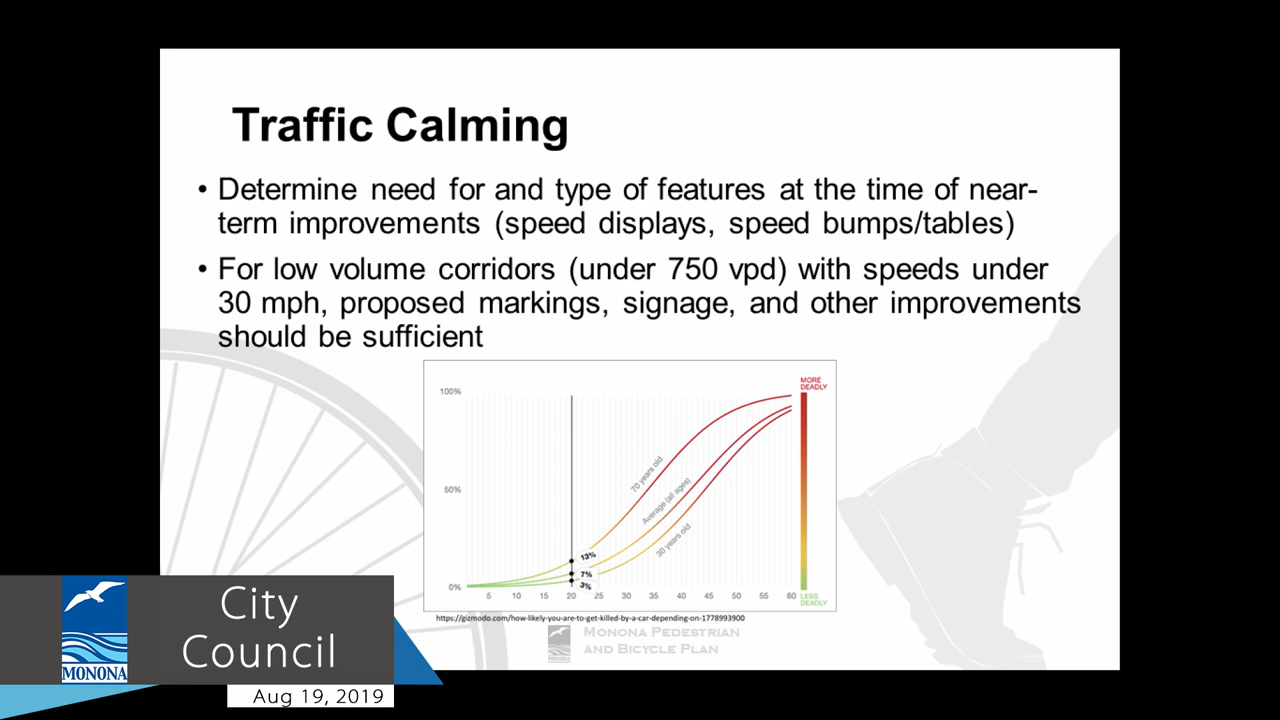 Traffic Calming
• Determine need for and type of features at the time of near-
term improvements (speed displays, speed bumps/tables)
• For low volume corridors (under 750 vpd) with speeds under
30 mph, proposed markings, signage, and other improvements
should be sufficient
MORE
DEADLY
100%
50%
0%
70 years old
Average (all ages)
30 years old
13%
7%
3%
5 10 15 20 25 30 35 40 45 50 55 60
LESS
DEADLY
https://gizmodo.com/how-likely-you-are-to-get-killed-by-a-car-depending-on-1778993900
MONONA PEDESTRIAN
AND BICYCLE PLAN
MONONA
City
Council
MONONA
Aug 19, 2019